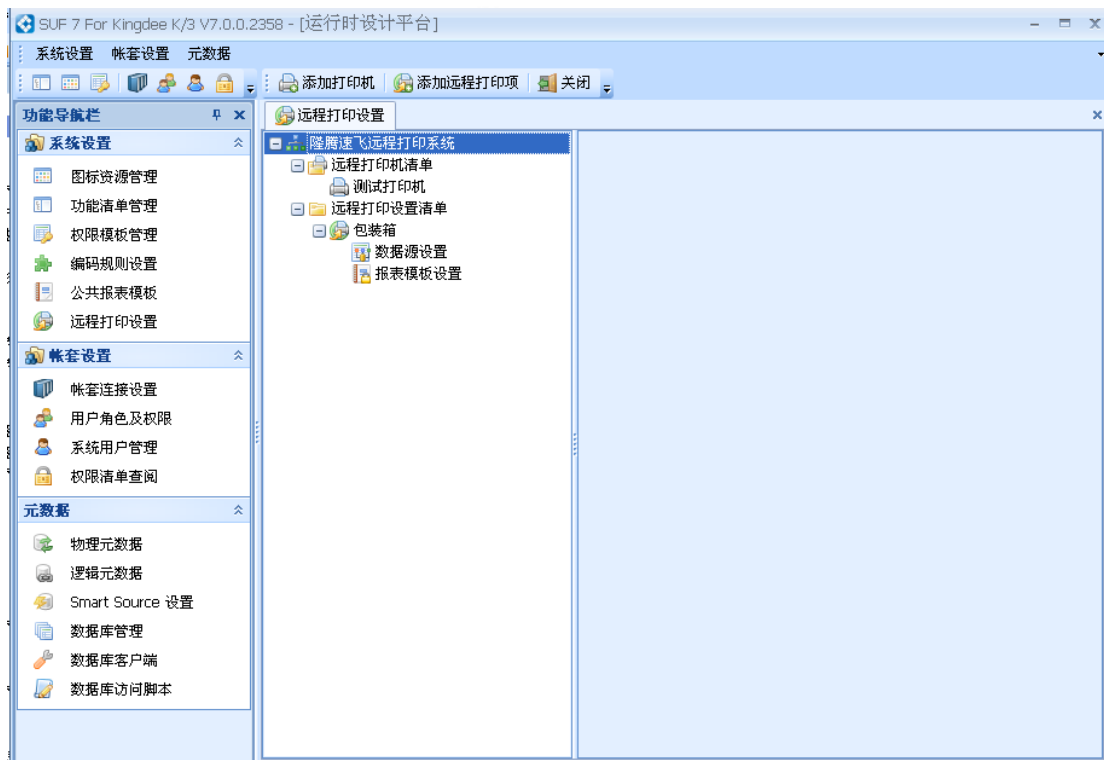 SUF 7 For Kingdee K/3 V7.0.0.2358 - [运行时设计平台]
系统设置 帐套设置 元数据
添加打印机 添加远程打印项 关闭
功能导航栏
远程打印设置
系统设置
图标资源管理
功能清单管理
权限模板管理
编码规则设置
公共报表模板
远程打印设置
帐套设置
帐套连接设置
用户角色及权限
系统用户管理
权限清单查阅
元数据
物理元数据
逻辑元数据
Smart Source 设置
数据库管理
数据库客户端
数据库访问脚本
隆腾速飞远程打印系统
远程打印机清单
测试打印机
远程打印设置清单
包装箱
数据源设置
报表模板设置